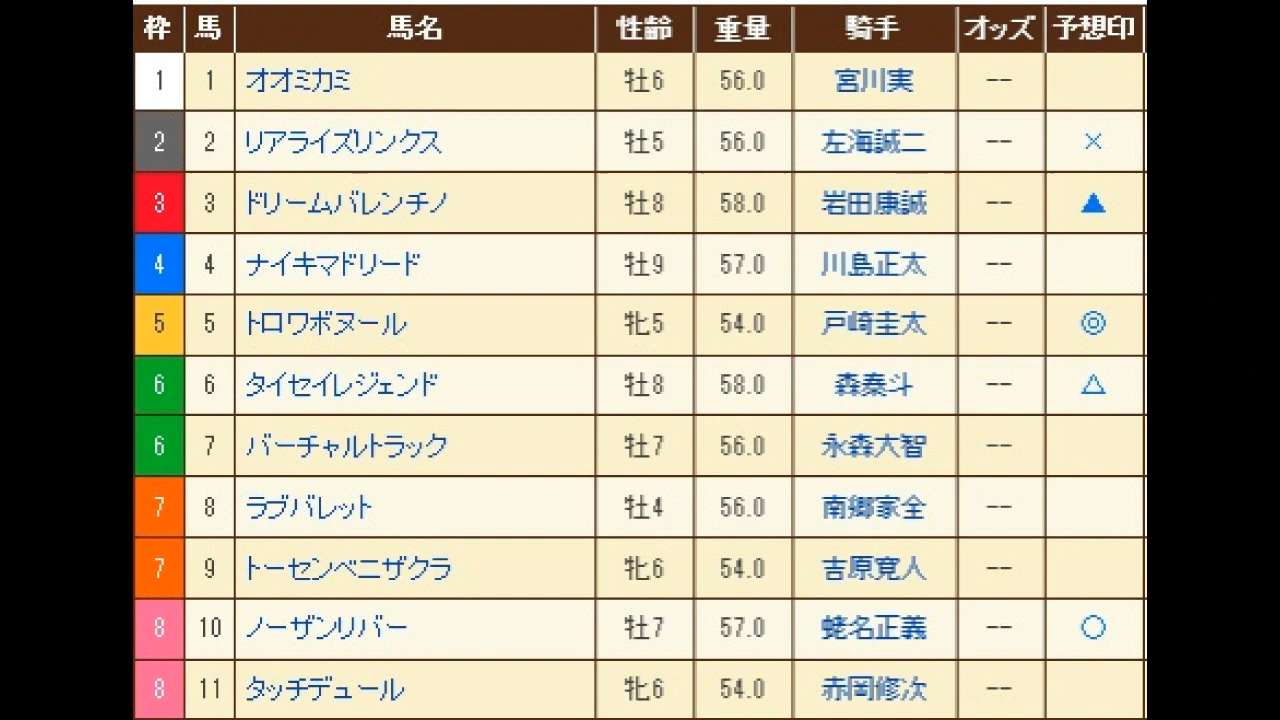 枠 馬 馬名 性齢 重量 騎手 オッズ 予想印
1 1 オオミカミ 牡6 56.0 宮川実 --
2 2 リアライズリンクス 牡5 56.0 左海誠二 -- ×
3 3 ドリームバレンチノ 牡8 58.0 岩田康誠 -- ▲
4 4 ナイキマドリード 牡9 57.0 川島正太 --
5 5 トロワボヌール 牝5 54.0 戸崎圭太 -- ◎
6 6 タイセイレジェンド 牡8 58.0 森泰斗 -- △
6 7 バーチャルトラック 牡7 56.0 永森大智 --
7 8 ラブバレット 牡4 56.0 南郷家全 --
7 9 トーセンベニザクラ 牝6 54.0 吉原寛人 --
8 10 ノーザンリバー 牡7 57.0 蛯名正義 -- ○
8 11 タッチデュール 牝6 54.0 赤岡修次 --